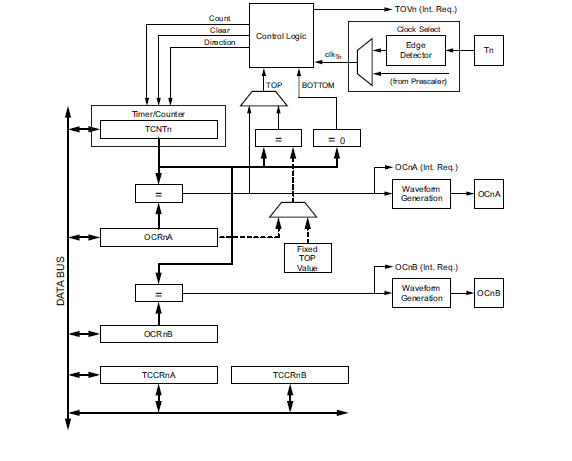 Count
Clear
Direction
Control Logic
TOVn (Int. Req.)
Clock Select
Edge
Detector
Tn
clkTn
(from Prescaler)
TOP
BOTTOM
Timer/Counter
TCNTn
=
= 0
=
OCnA (Int. Req.)
Waveform
Generation
OCnA
OCRnA
Fixed
TOP
Value
DATA BUS
OCnB (Int. Req.)
=
Waveform
Generation
OCnB
OCRnB
TCCRnA
TCCRnB